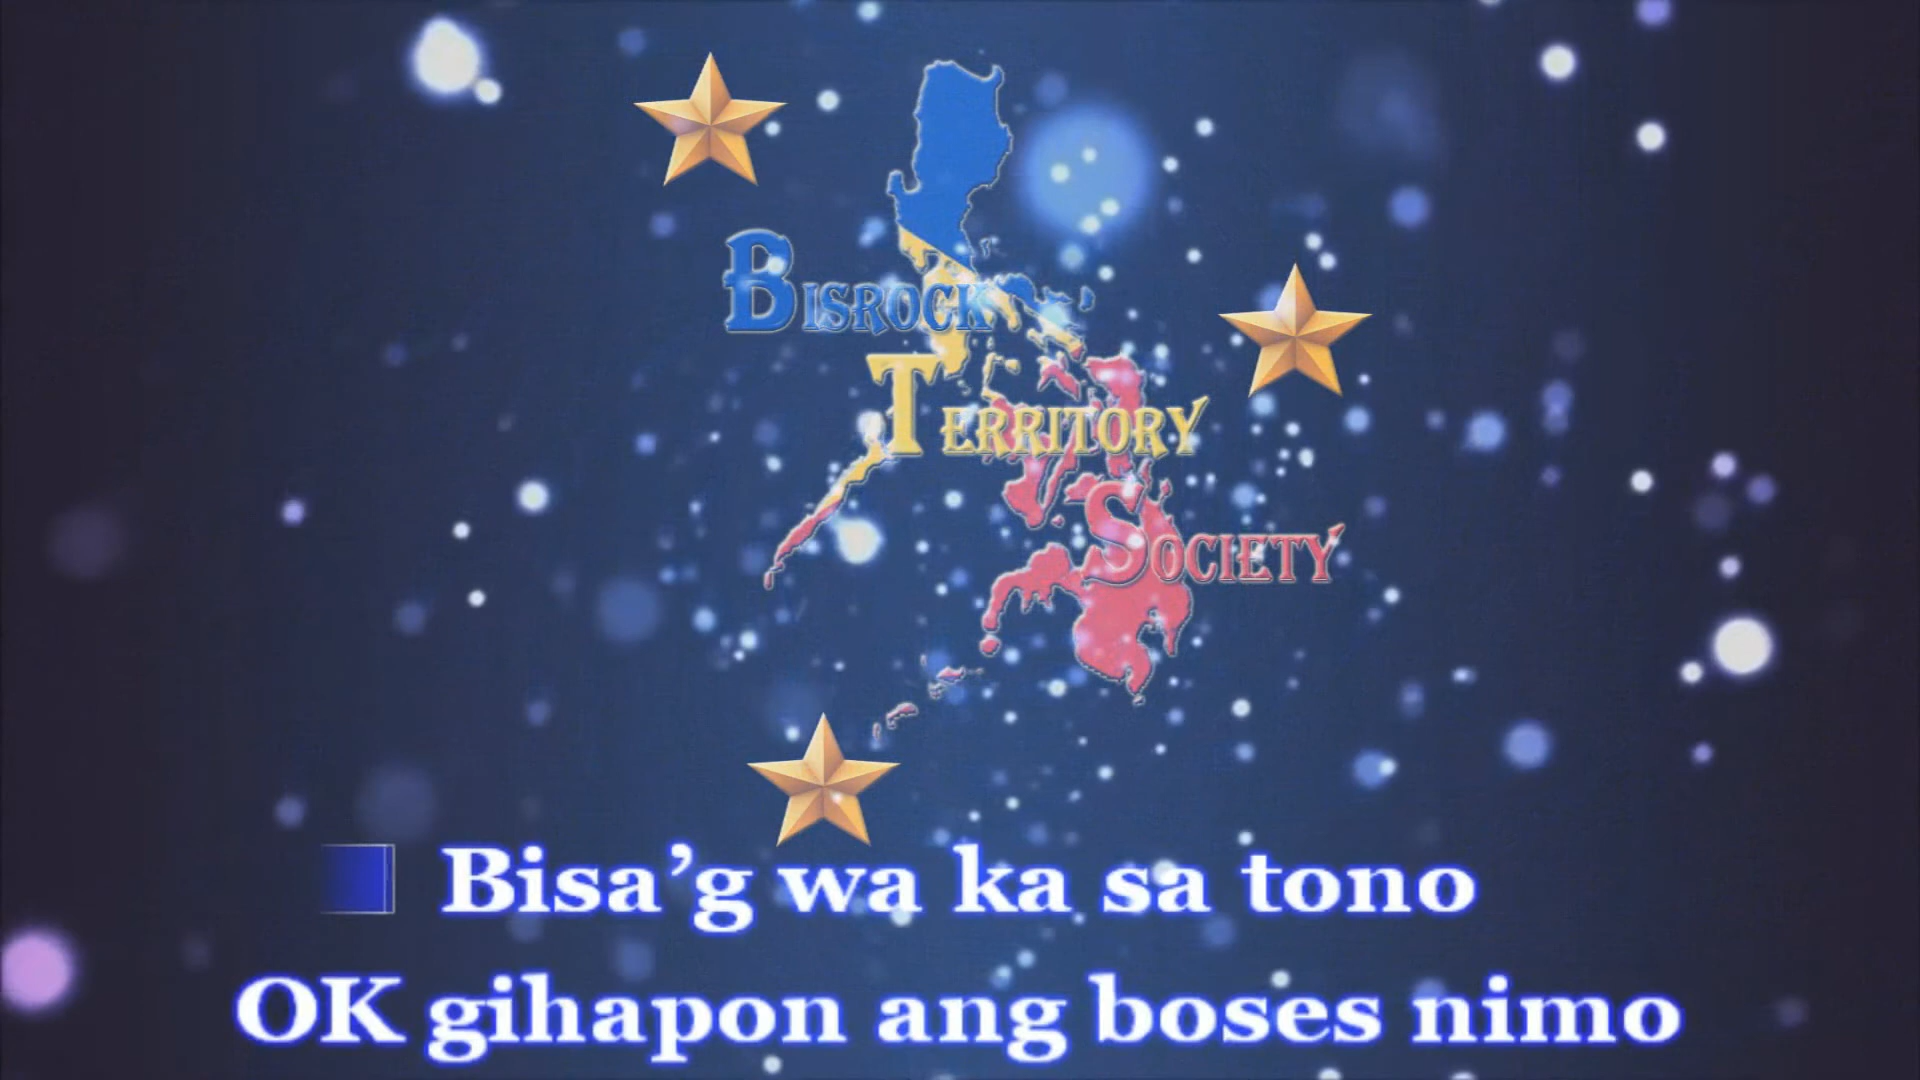 BISROCK
TERRITORY
SOCIETY
Bisa’g wa ka sa tono
OK gihapon ang boses nimo